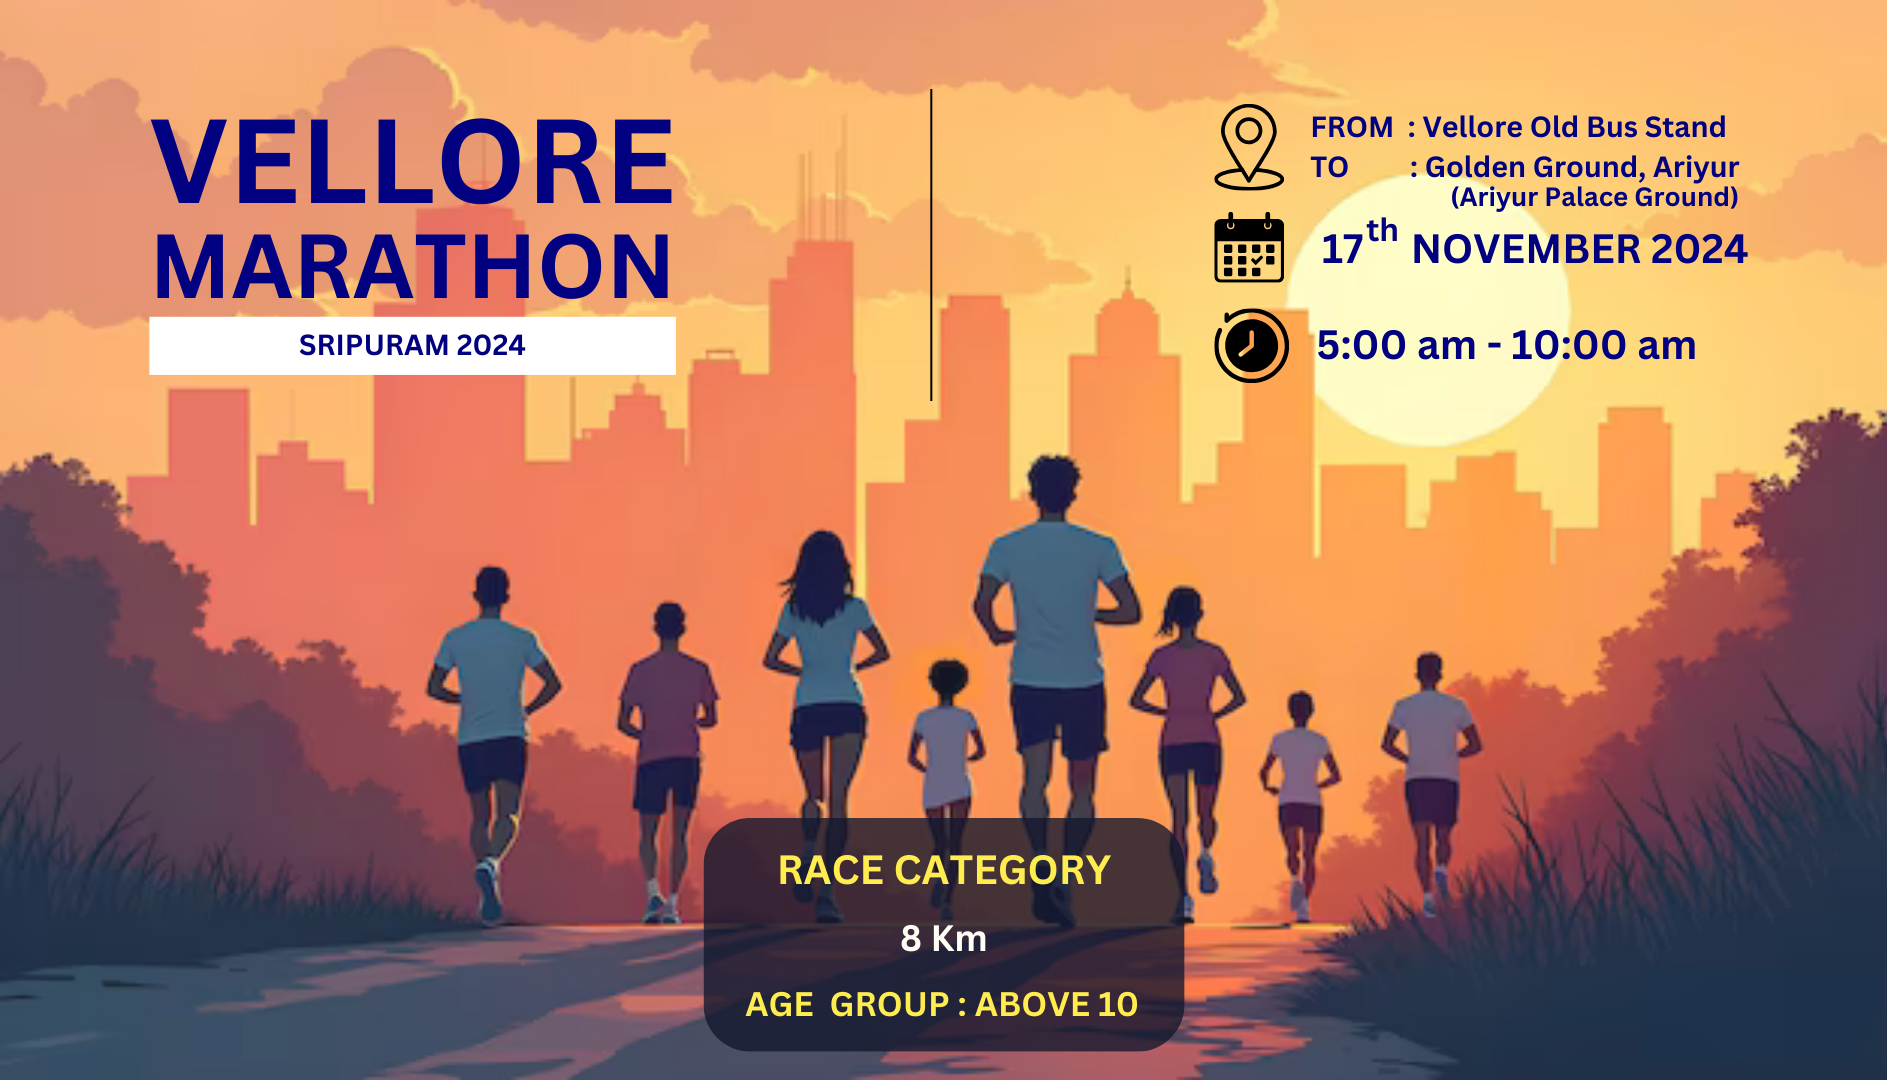 VELLORE
MARATHON
SRIPURAM 2024
FROM : Vellore Old Bus Stand
TO : Golden Ground, Ariyur
(Ariyur Palace Ground)
17th NOVEMBER 2024
5:00 am - 10:00 am
RACE CATEGORY
8 Km
AGE GROUP : ABOVE 10